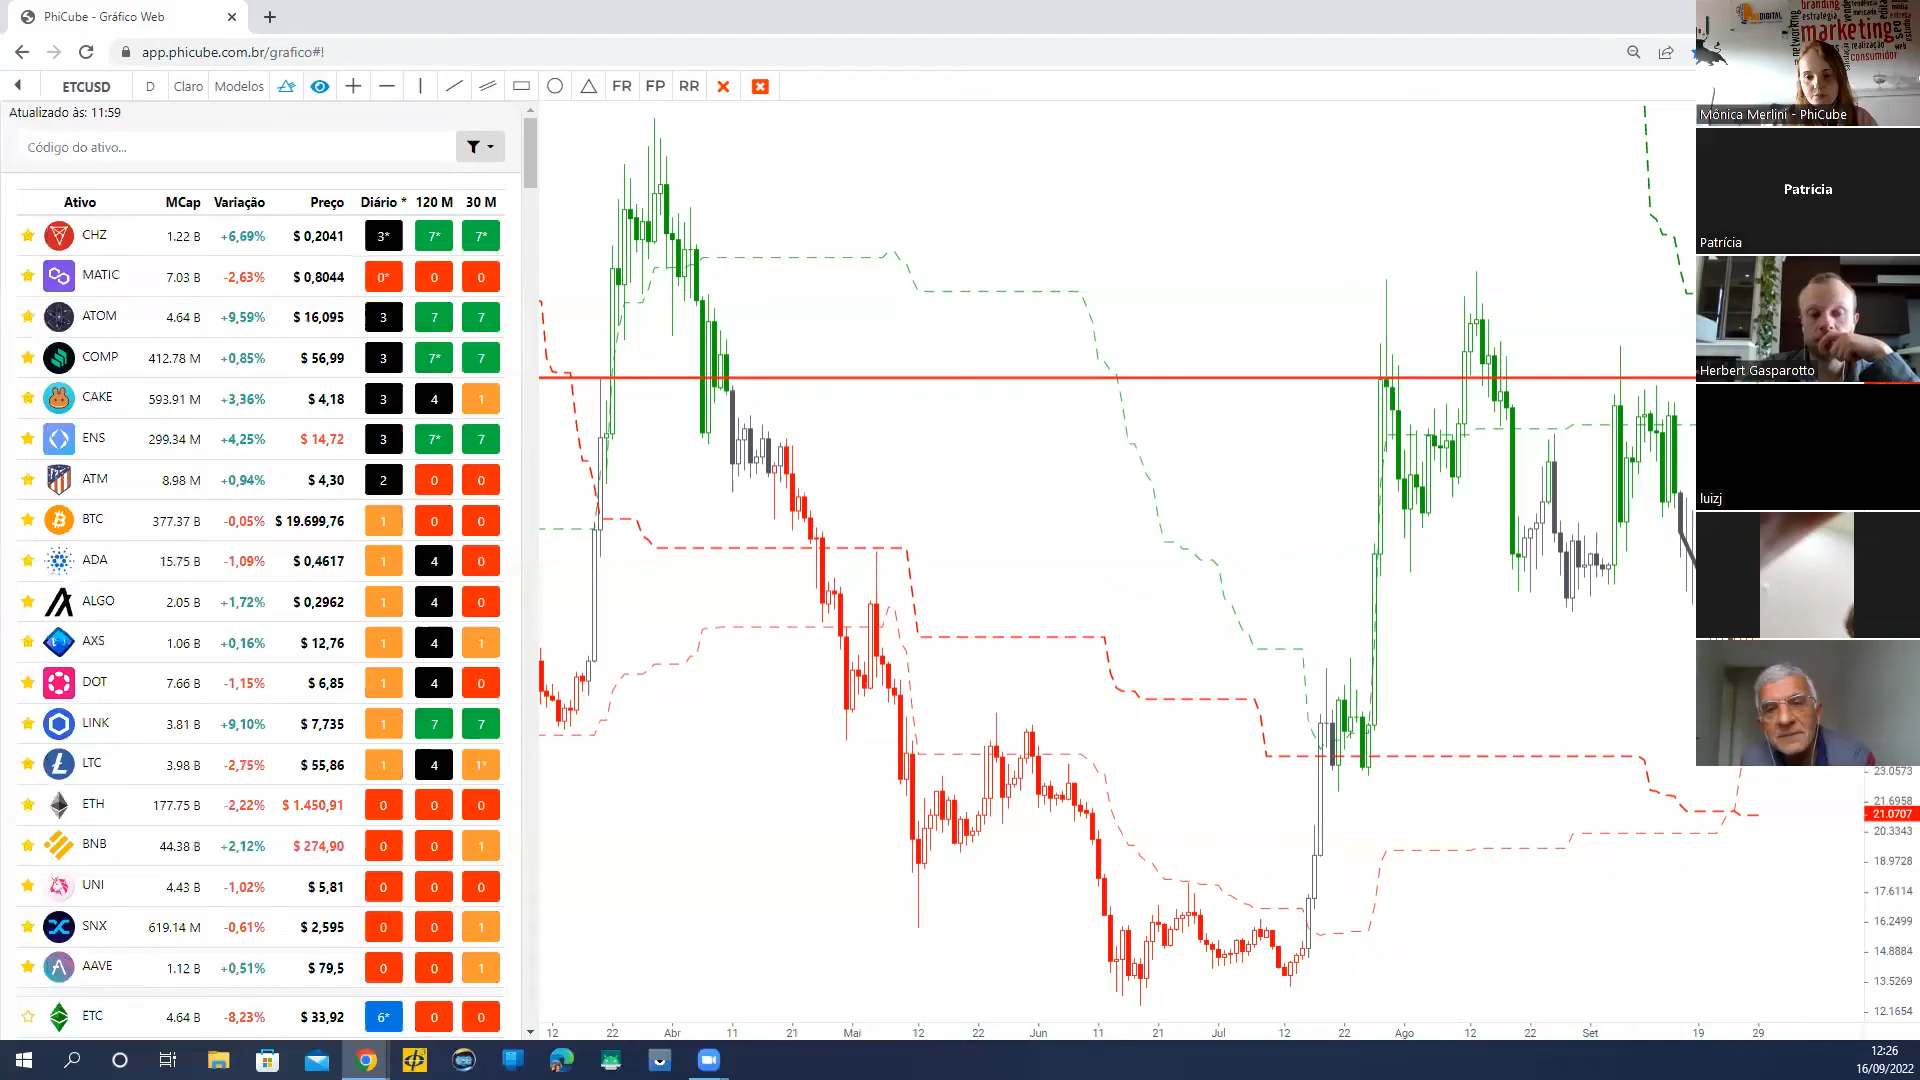 PhiCube - Gráfico Web
app.phicube.com.br/grafico#!
ETCUSD D Claro Modelos FR FP RR
Atualizado às: 11:59
Código do ativo...
Ativo MCap Variação Preço Diário * 120 M 30 M
CHZ 1.22 B +6,69% $ 0,2041 3* 7* 7*
MATIC 7.03 B -2,63% $ 0,8044 0* 0 0
ATOM 4.64 B +9,59% $ 16,095 3 7 7
COMP 412.78 M +0,85% $ 56,99 3 7* 7
CAKE 593.91 M +3,36% $ 4,18 3 4 1
ENS 299.34 M +4,25% $ 14,72 3 7* 7
ATM 8.98 M +0,94% $ 4,30 2 0 0
BTC 377.37 B -0,05% $ 19.699,76 1 0 0
ADA 15.75 B -1,09% $ 0,4617 1 4 0
ALGO 2.05 B +1,72% $ 0,2962 1 4 0
AXS 1.06 B +0,16% $ 12,76 1 4 1
DOT 7.66 B -1,15% $ 6,85 1 4 0
LINK 3.81 B +9,10% $ 7,735 1 7 7
LTC 3.98 B -2,75% $ 55,86 1 4 1*
ETH 177.75 B -2,22% $ 1.450,91 0 0 0
BNB 44.38 B +2,12% $ 274,90 0 0 1
UNI 4.43 B -1,02% $ 5,81 0 0 0
SNX 619.14 M -0,61% $ 2,595 0 0 1
AAVE 1.12 B +0,51% $ 79,5 0 0 1
ETC 4.64 B -8,23% $ 33,92 6* 0 0
23.0573
21.6958
21.0707
20.3343
18.9728
17.6114
16.2499
14.8884
13.5269
12.1654
12 22 Abr 11 21 Mai 12 22 Jun 11 21 Jul 12 22 Ago 12 22 Set 19 29
branding
estratégia
marketing
realização
consumidor
networking
DIGITAL
Mônica Merlini - PhiCube
Patrícia
Patrícia
Herbert Gasparotto
luizj
12:26
16/09/2022